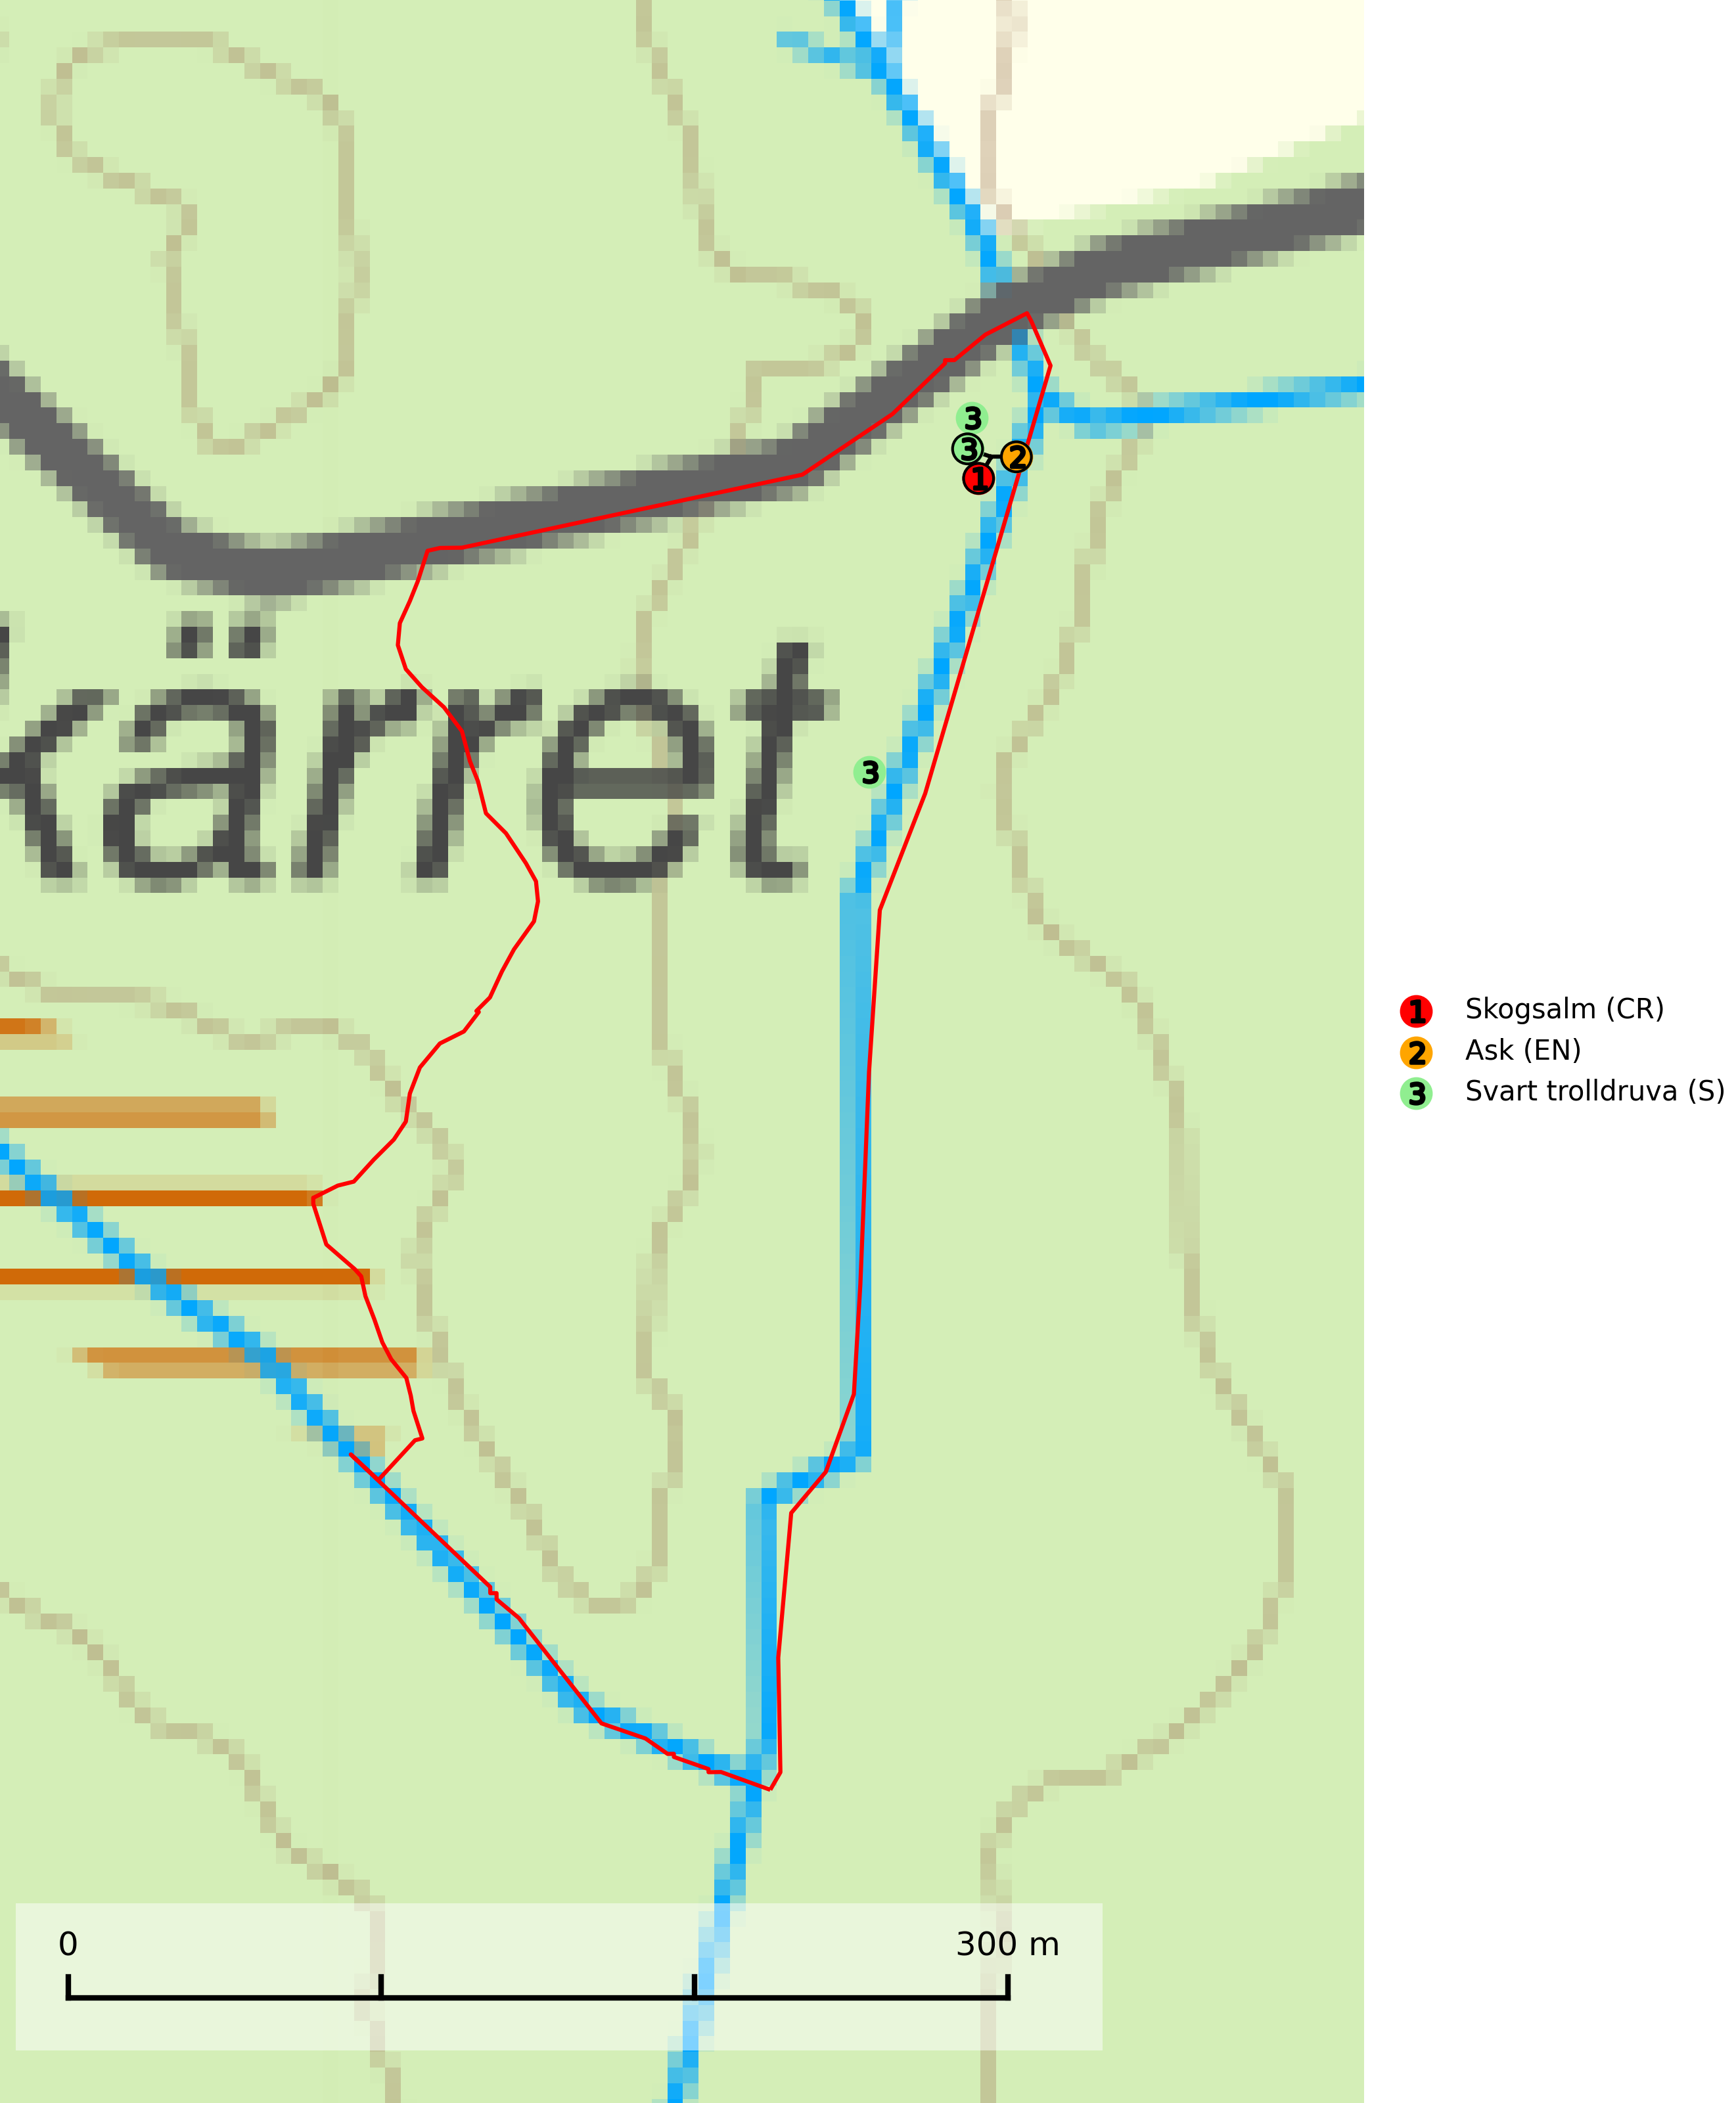 3
3
2
1
kärret
3
1 Skogsalm (CR)
2 Ask (EN)
3 Svart trolldruva (S)
0 300 m